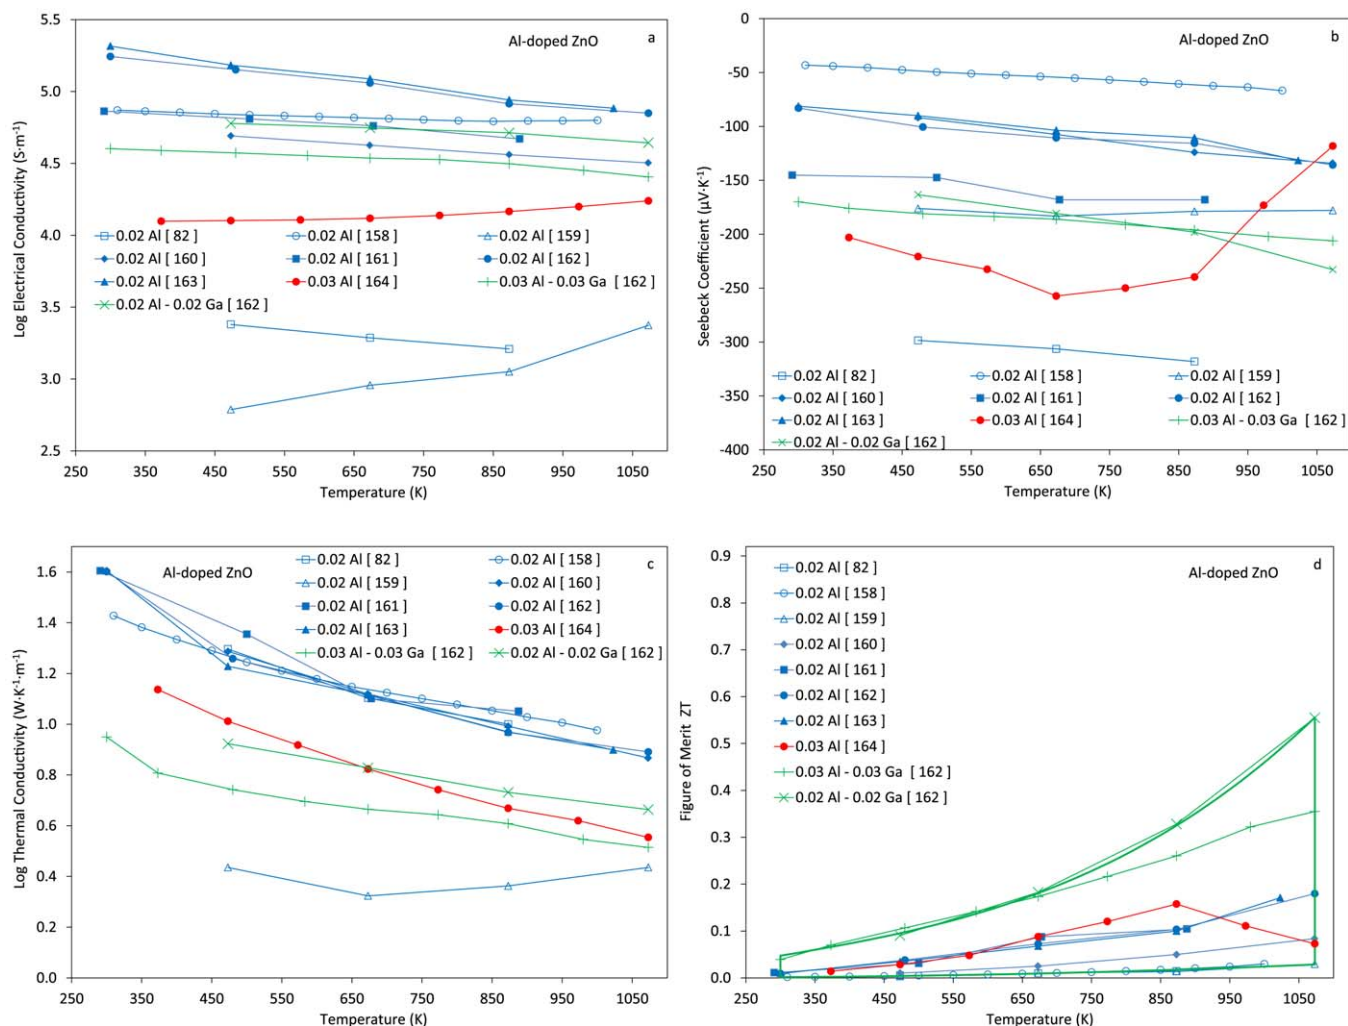 5.5
5.0
4.5
4.0
3.5
3.0
2.5
Log Electrical Conductivity (S·m⁻¹)
Al-doped ZnO
a
0.02 Al [ 82 ]
0.02 Al [ 158 ]
0.02 Al [ 159 ]
0.02 Al [ 160 ]
0.02 Al [ 161 ]
0.02 Al [ 162 ]
0.02 Al [ 163 ]
0.03 Al [ 164 ]
0.03 Al - 0.03 Ga [ 162 ]
0.02 Al - 0.02 Ga [ 162 ]
250 350 450 550 650 750 850 950 1050
Temperature (K)
0
-50
-100
-150
-200
-250
-300
-350
-400
Seebeck Coefficient (µV·K⁻¹)
Al-doped ZnO
b
0.02 Al [ 82 ]
0.02 Al [ 158 ]
0.02 Al [ 159 ]
0.02 Al [ 160 ]
0.02 Al [ 161 ]
0.02 Al [ 162 ]
0.02 Al [ 163 ]
0.03 Al [ 164 ]
0.03 Al - 0.03 Ga [ 162 ]
0.02 Al - 0.02 Ga [ 162 ]
250 350 450 550 650 750 850 950 1050
Temperature (K)
1.6
1.4
1.2
1.0
0.8
0.6
0.4
0.2
0.0
Log Thermal Conductivity (W·K⁻¹·m⁻¹)
Al-doped ZnO
c
0.02 Al [ 82 ]
0.02 Al [ 158 ]
0.02 Al [ 159 ]
0.02 Al [ 160 ]
0.02 Al [ 161 ]
0.02 Al [ 162 ]
0.02 Al [ 163 ]
0.03 Al [ 164 ]
0.03 Al - 0.03 Ga [ 162 ]
0.02 Al - 0.02 Ga [ 162 ]
250 350 450 550 650 750 850 950 1050
Temperature (K)
0.9
0.8
0.7
0.6
0.5
0.4
0.3
0.2
0.1
0.0
Figure of Merit ZT
Al-doped ZnO
d
0.02 Al [ 82 ]
0.02 Al [ 158 ]
0.02 Al [ 159 ]
0.02 Al [ 160 ]
0.02 Al [ 161 ]
0.02 Al [ 162 ]
0.02 Al [ 163 ]
0.03 Al [ 164 ]
0.03 Al - 0.03 Ga [ 162 ]
0.02 Al - 0.02 Ga [ 162 ]
250 350 450 550 650 750 850 950 1050
Temperature (K)